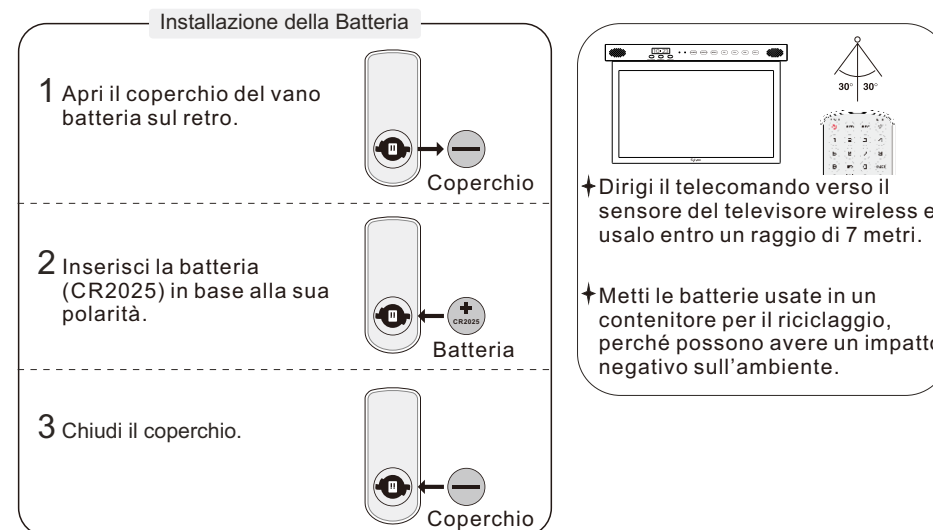 Installazione della Batteria
1 Apri il coperchio del vano
batteria sul retro.
Coperchio
2 Inserisci la batteria
(CR2025) in base alla sua
polarità.
CR2025
Batteria
3 Chiudi il coperchio.
Coperchio
30° 30°
Dirigi il telecomando verso il
sensore del televisore wireless e
usalo entro un raggio di 7 metri.
Metti le batterie usate in un
contenitore per il riciclaggio,
perché possono avere un impatto
negativo sull'ambiente.